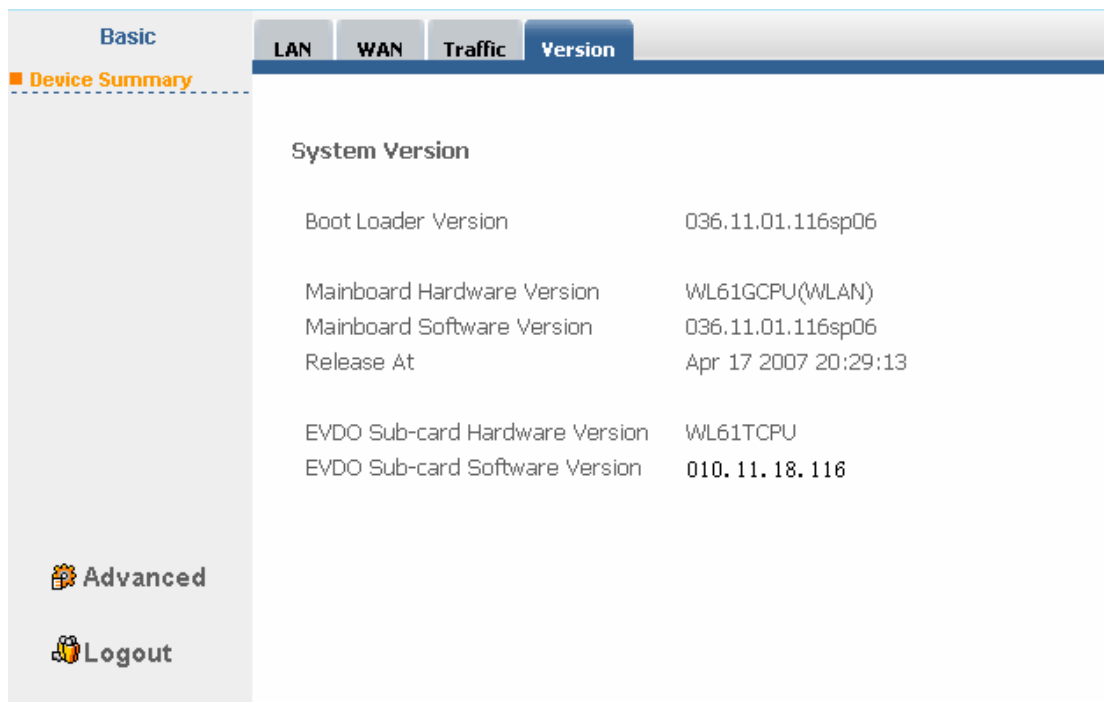 Basic
LAN WAN Traffic Version
Device Summary
System Version
Boot Loader Version 036.11.01.116sp06
Mainboard Hardware Version WL61GCPU(WLAN)
Mainboard Software Version 036.11.01.116sp06
Release At Apr 17 2007 20:29:13
EVDO Sub-card Hardware Version WL61TCPU
EVDO Sub-card Software Version 010.11.18.116
Advanced
Logout